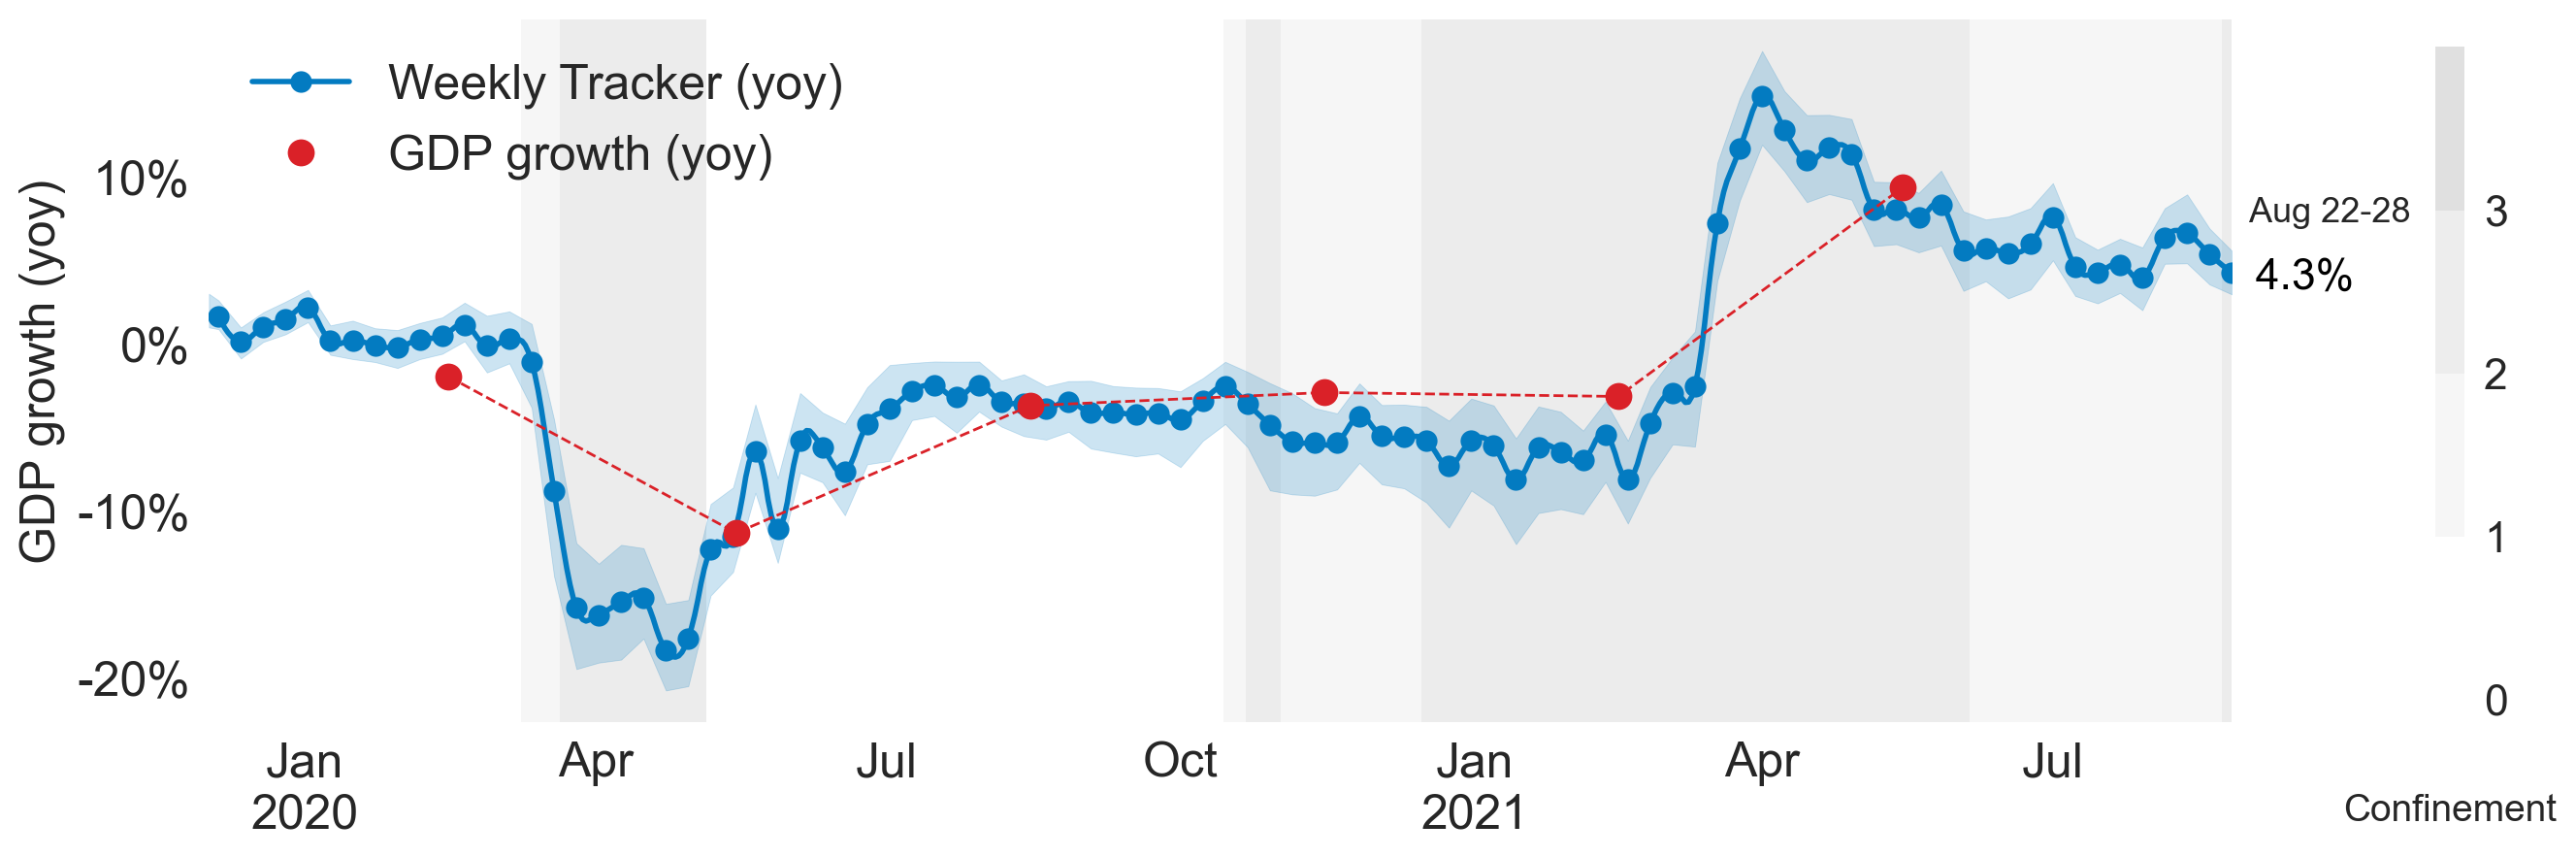 Weekly Tracker (yoy)
GDP growth (yoy)
GDP growth (yoy)
10%
0%
-10%
-20%
Jan
2020
Apr
Jul
Oct
Jan
2021
Apr
Jul
Aug 22-28
4.3%
3
2
1
0
Confinement